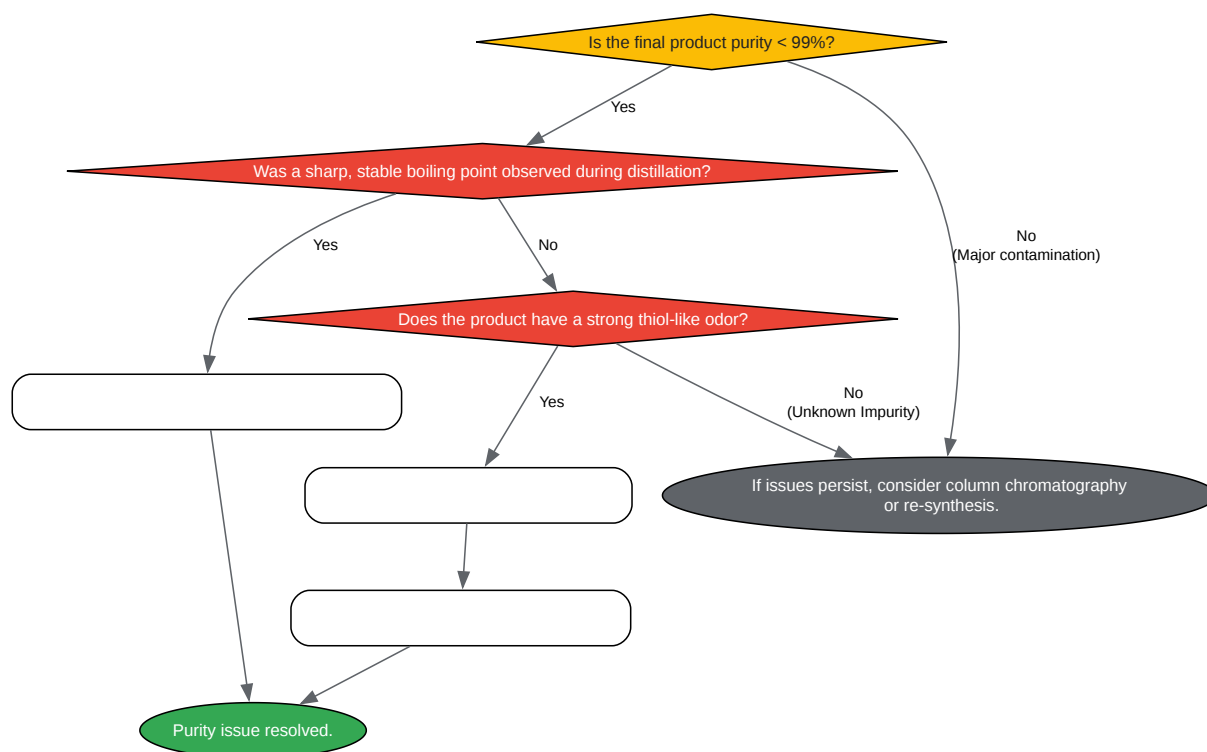 Is the final product purity < 99%?
Yes
Was a sharp, stable boiling point observed during distillation?
Yes
No
No
(Major contamination)
Does the product have a strong thiol-like odor?
Yes
No
(Unknown Impurity)
If issues persist, consider column chromatography
or re-synthesis.
Purity issue resolved.